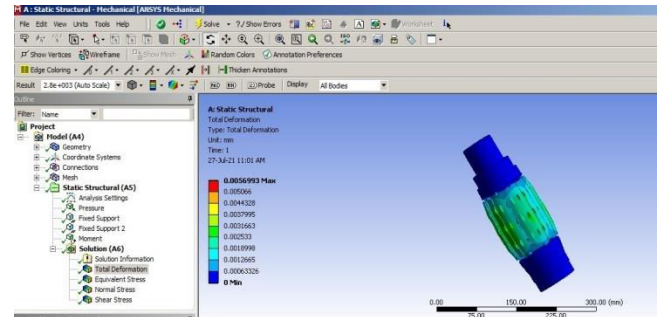 A : Static Structural - Mechanical [ANSYS Mechanical]
File Edit View Units Tools Help Solve ?/Show Errors A Worksheet
Show Vertices Wireframe Show Mesh Random Colors Annotation Preferences
Edge Coloring Thicken Annotations
Result 2.8e+003 (Auto Scale) Probe Display All Bodies
Outline
Filter: Name
Project
Model (A4)
Geometry
Coordinate Systems
Connections
Mesh
Static Structural (A5)
Analysis Settings
Pressure
Fixed Support
Fixed Support 2
Moment
Solution (A6)
Solution Information
Total Deformation
Equivalent Stress
Normal Stress
Shear Stress
A: Static Structural
Total Deformation
Type: Total Deformation
Unit: mm
Time: 1
27-Jul-21 11:01 AM
0.0056993 Max
0.005066
0.0044328
0.0037995
0.0031663
0.002533
0.0018998
0.0012665
0.00063326
0 Min
0.00 150.00 300.00 (mm)
75.00 225.00